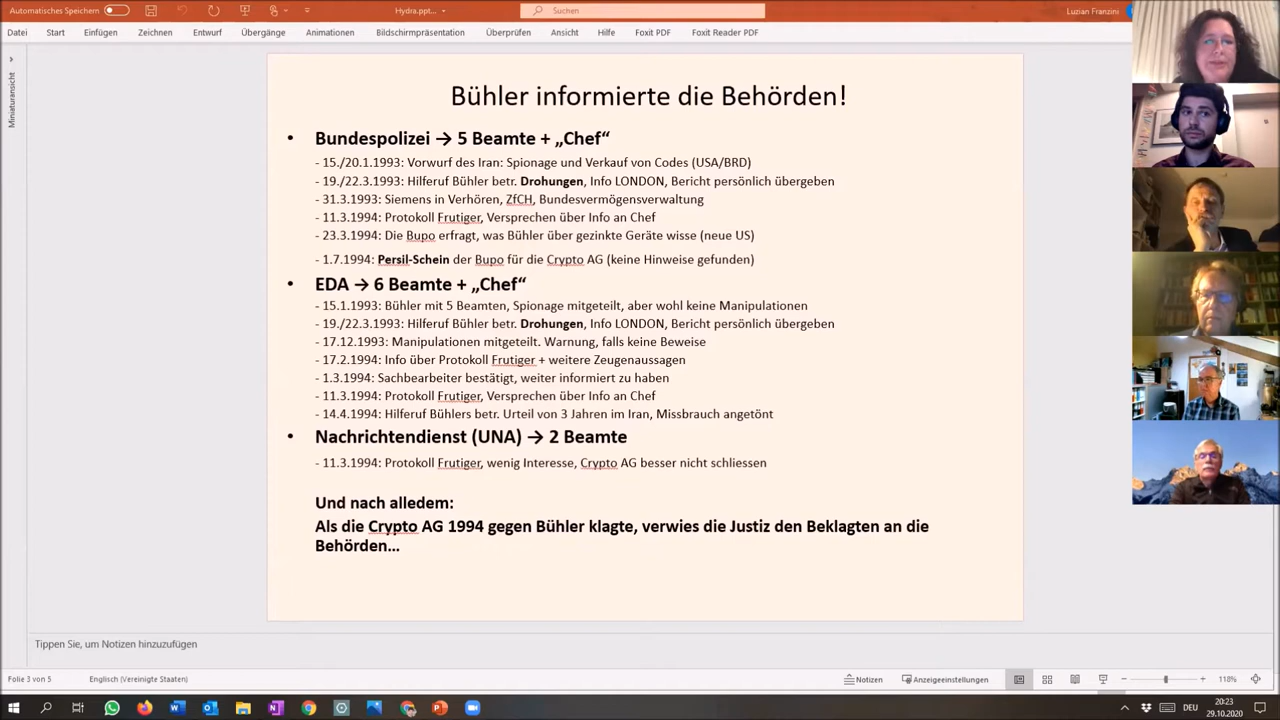 Automatisches Speichern
Hydra.ppt...
Suchen
Luzian Franzini
Datei Start Einfügen Zeichnen Entwurf Übergänge Animationen Bildschirmpräsentation Überprüfen Ansicht Hilfe Foxit PDF Foxit Reader PDF
Miniaturansicht
Bühler informierte die Behörden!
• Bundespolizei → 5 Beamte + „Chef“
- 15./20.1.1993: Vorwurf des Iran: Spionage und Verkauf von Codes (USA/BRD)
- 19./22.3.1993: Hilferuf Bühler betr. Drohungen, Info LONDON, Bericht persönlich übergeben
- 31.3.1993: Siemens in Verhören, ZfCH, Bundesvermögensverwaltung
- 11.3.1994: Protokoll Frutiger, Versprechen über Info an Chef
- 23.3.1994: Die Bupo erfragt, was Bühler über gezinkte Geräte wisse (neue US)
- 1.7.1994: Persil-Schein der Bupo für die Crypto AG (keine Hinweise gefunden)
• EDA → 6 Beamte + „Chef“
- 15.1.1993: Bühler mit 5 Beamten, Spionage mitgeteilt, aber wohl keine Manipulationen
- 19./22.3.1993: Hilferuf Bühler betr. Drohungen, Info LONDON, Bericht persönlich übergeben
- 17.12.1993: Manipulationen mitgeteilt. Warnung, falls keine Beweise
- 17.2.1994: Info über Protokoll Frutiger + weitere Zeugenaussagen
- 1.3.1994: Sachbearbeiter bestätigt, weiter informiert zu haben
- 11.3.1994: Protokoll Frutiger, Versprechen über Info an Chef
- 14.4.1994: Hilferuf Bühlers betr. Urteil von 3 Jahren im Iran, Missbrauch angetönt
• Nachrichtendienst (UNA) → 2 Beamte
- 11.3.1994: Protokoll Frutiger, wenig Interesse, Crypto AG besser nicht schliessen
Und nach alledem:
Als die Crypto AG 1994 gegen Bühler klagte, verwies die Justiz den Beklagten an die
Behörden…
Tippen Sie, um Notizen hinzuzufügen
Folie 3 von 5 Englisch (Vereinigte Staaten) Notizen Anzeigeeinstellungen 118%
DEU
20:23
29.10.2020